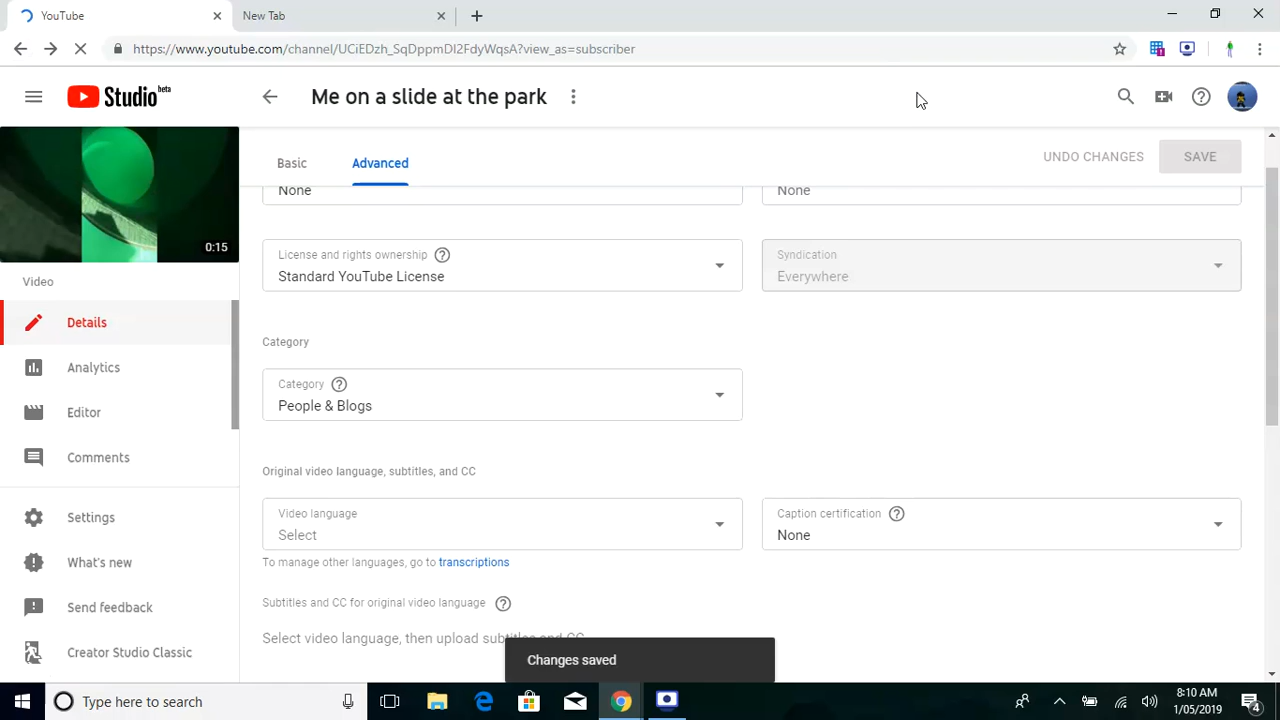 YouTube
New Tab
https://www.youtube.com/channel/UCiEDzh_SqDppmDl2FdyWqsA?view_as=subscriber
1
Studio beta
Me on a slide at the park
Basic
Advanced
UNDO CHANGES
SAVE
0:15
None
None
License and rights ownership
Standard YouTube License
Syndication
Everywhere
Video
Details
Analytics
Editor
Comments
Settings
What's new
Send feedback
Creator Studio Classic
Category
Category
People & Blogs
Original video language, subtitles, and CC
Video language
Select
Caption certification
None
To manage other languages, go to transcriptions
Subtitles and CC for original video language
Select video language, then upload subtitles and CC
Changes saved
Type here to search
8:10 AM
1/05/2019
4